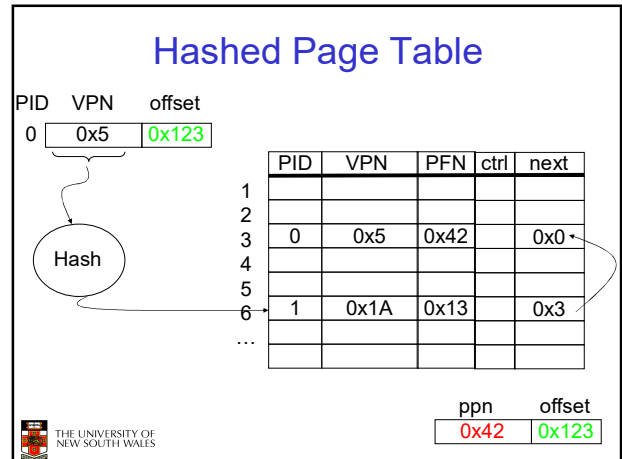 Hashed Page Table
PID VPN offset
0 0x5 0x123
Hash
PID VPN PFN ctrl next
1
2
3 0 0x5 0x42 0x0
4
5
6 1 0x1A 0x13 0x3
…
ppn offset
0x42 0x123
THE UNIVERSITY OF
NEW SOUTH WALES